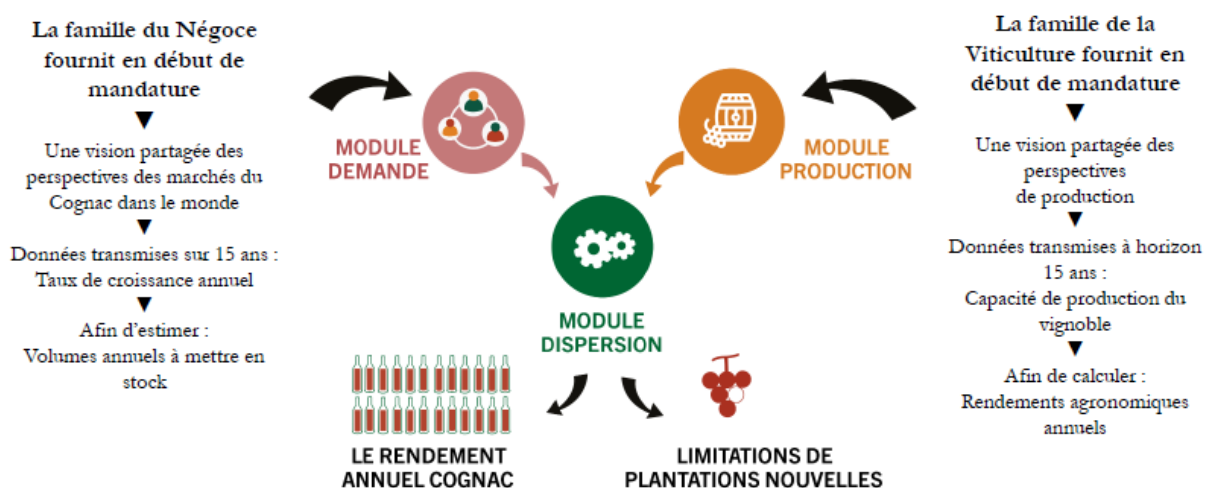 La famille du Négoce
fournit en début de
mandature
▼
Une vision partagée des
perspectives des marchés du
Cognac dans le monde
▼
Données transmises sur 15 ans :
Taux de croissance annuel
▼
Afin d'estimer :
Volumes annuels à mettre en
stock
MODULE
DEMANDE
MODULE
PRODUCTION
MODULE
DISPERSION
LE RENDEMENT
ANNUEL COGNAC
LIMITATIONS DE
PLANTATIONS NOUVELLES
La famille de la
Viticulture fournit en
début de mandature
▼
Une vision partagée des
perspectives
de production
▼
Données transmises à horizon
15 ans :
Capacité de production du
vignoble
▼
Afin de calculer :
Rendements agronomiques
annuels